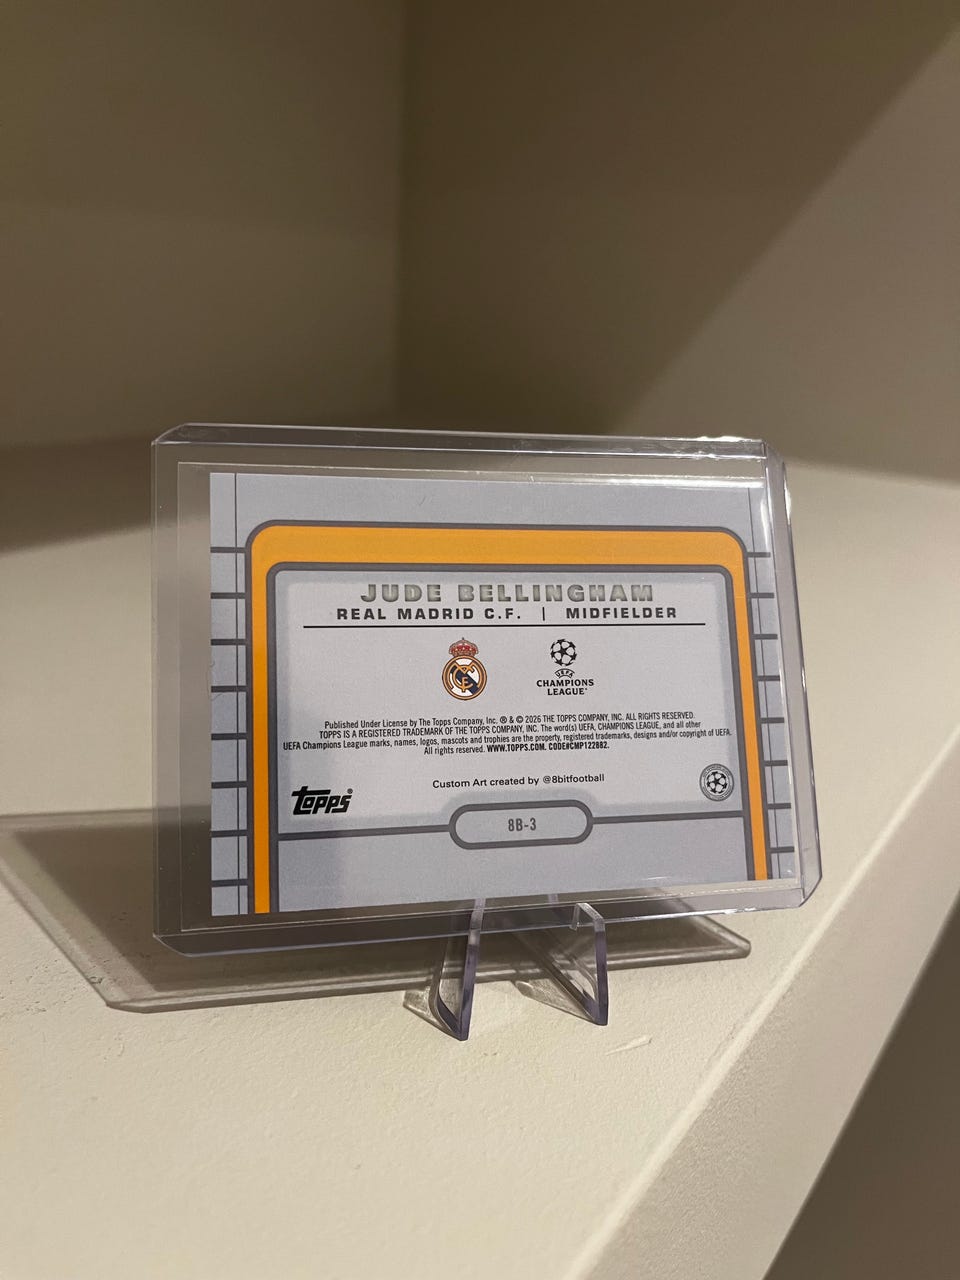 JUDE BELLINGHAM
REAL MADRID C.F. | MIDFIELDER
UEFA
CHAMPIONS
LEAGUE™
Published Under License by The Topps Company, Inc. ® & © 2026 THE TOPPS COMPANY, INC. ALL RIGHTS RESERVED.
TOPPS IS A REGISTERED TRADEMARK OF THE TOPPS COMPANY, INC. The word(s) UEFA, CHAMPIONS LEAGUE, and all other
UEFA Champions League marks, names, logos, mascots and trophies are the property, registered trademarks, designs and/or copyright of UEFA.
All rights reserved. WWW.TOPPS.COM. CODE#CMP122882.
Custom Art created by @8bitfootball
Topps®
8B-3